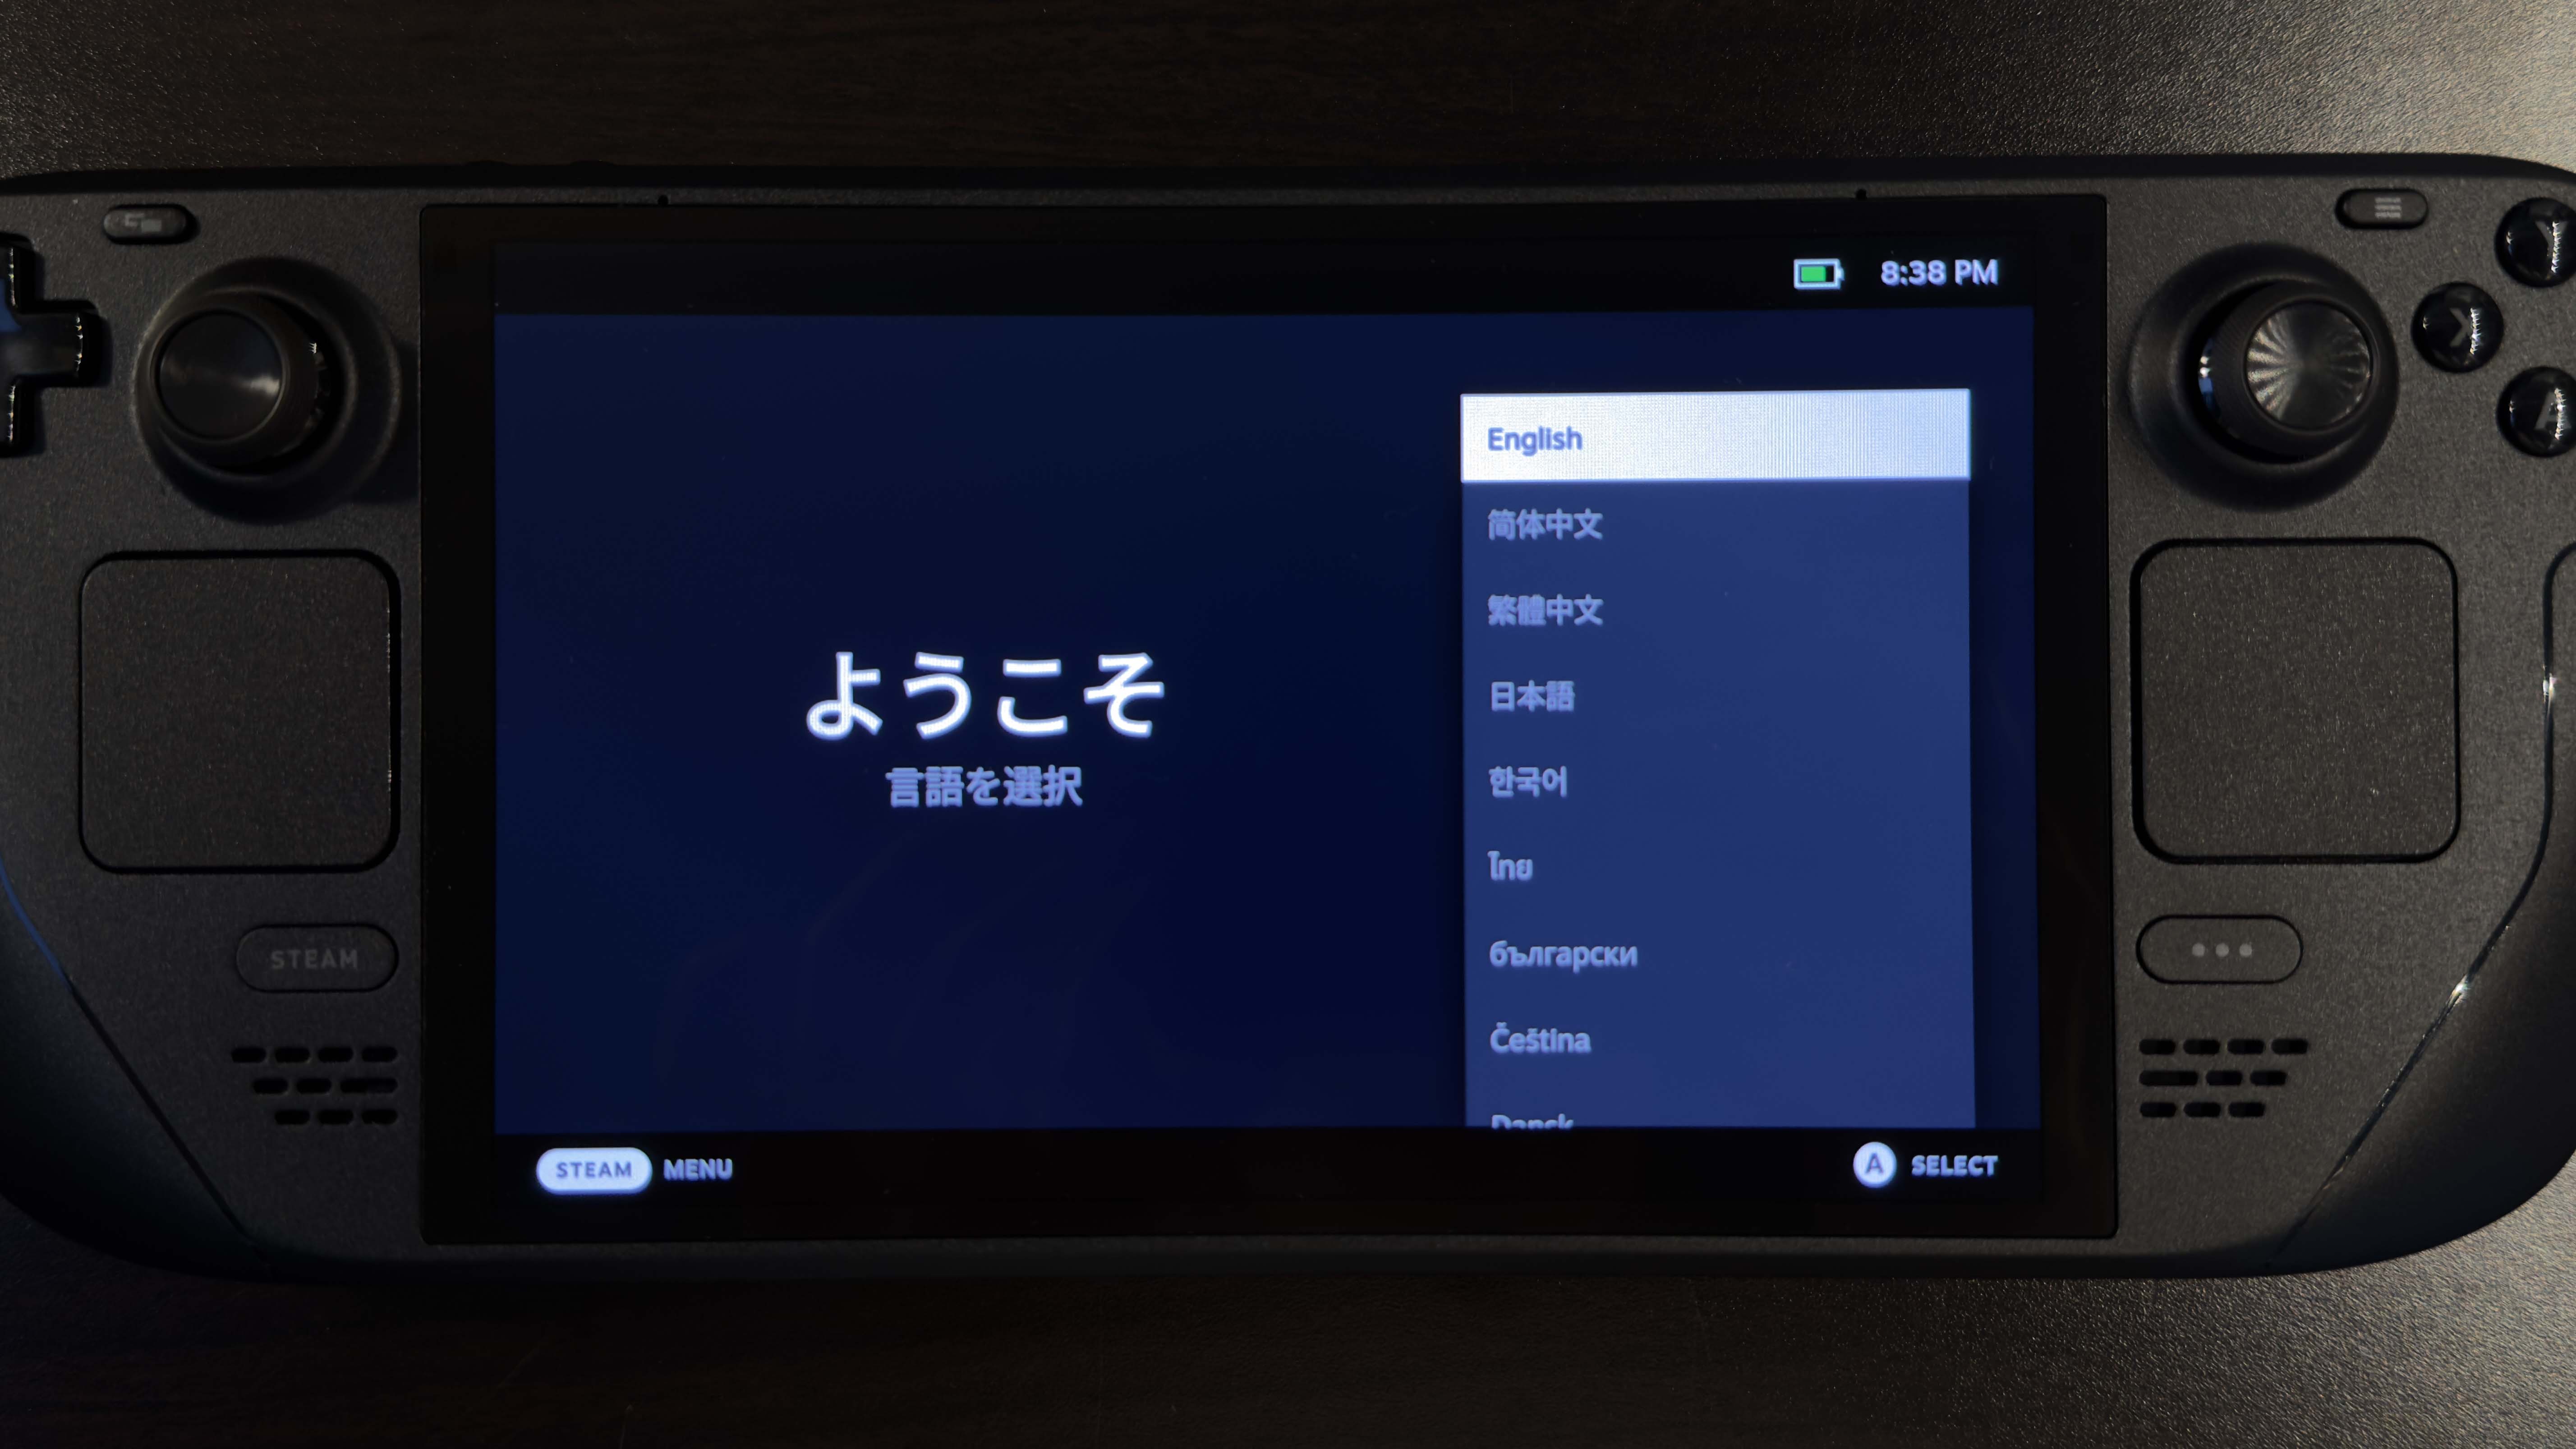 8:38 PM
Y
X
A
English
简体中文
繁體中文
日本語
한국어
ไทย
български
Čeština
Dansk
ようこそ
言語を選択
STEAM
STEAM MENU
A SELECT